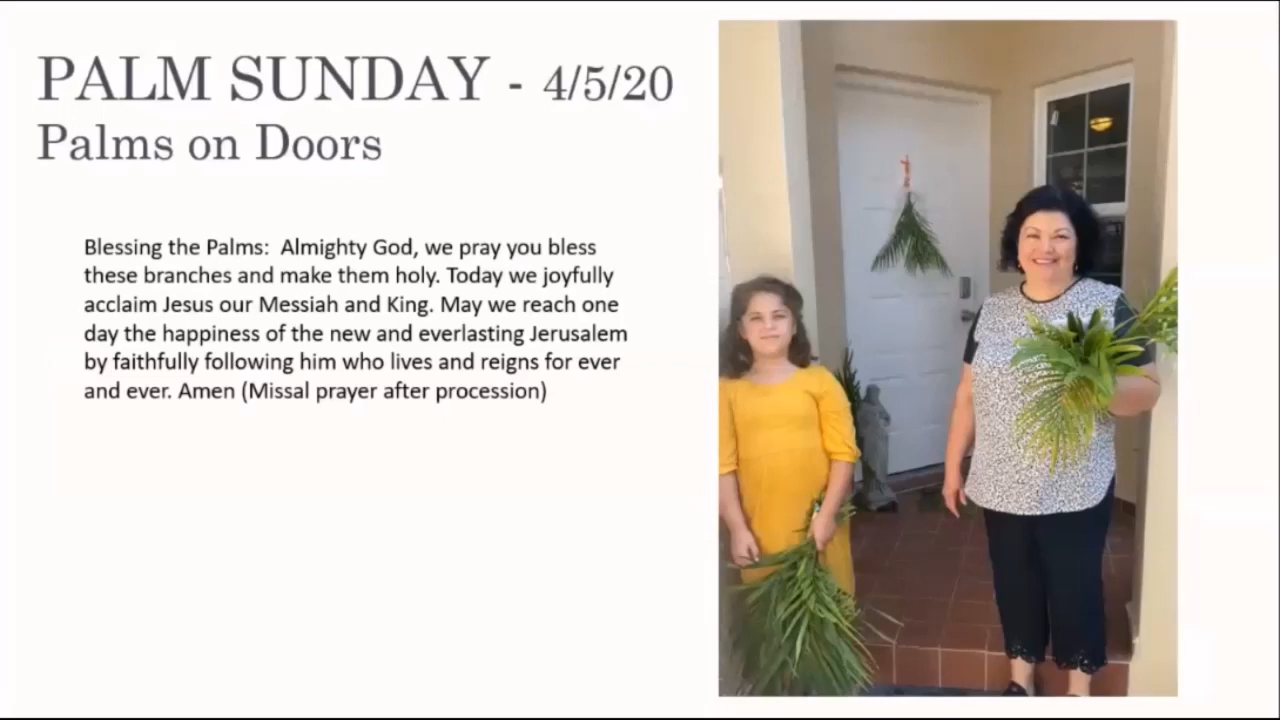 PALM SUNDAY - 4/5/20
Palms on Doors
Blessing the Palms:  Almighty God, we pray you bless
these branches and make them holy. Today we joyfully
acclaim Jesus our Messiah and King. May we reach one
day the happiness of the new and everlasting Jerusalem
by faithfully following him who lives and reigns for ever
and ever. Amen (Missal prayer after procession)